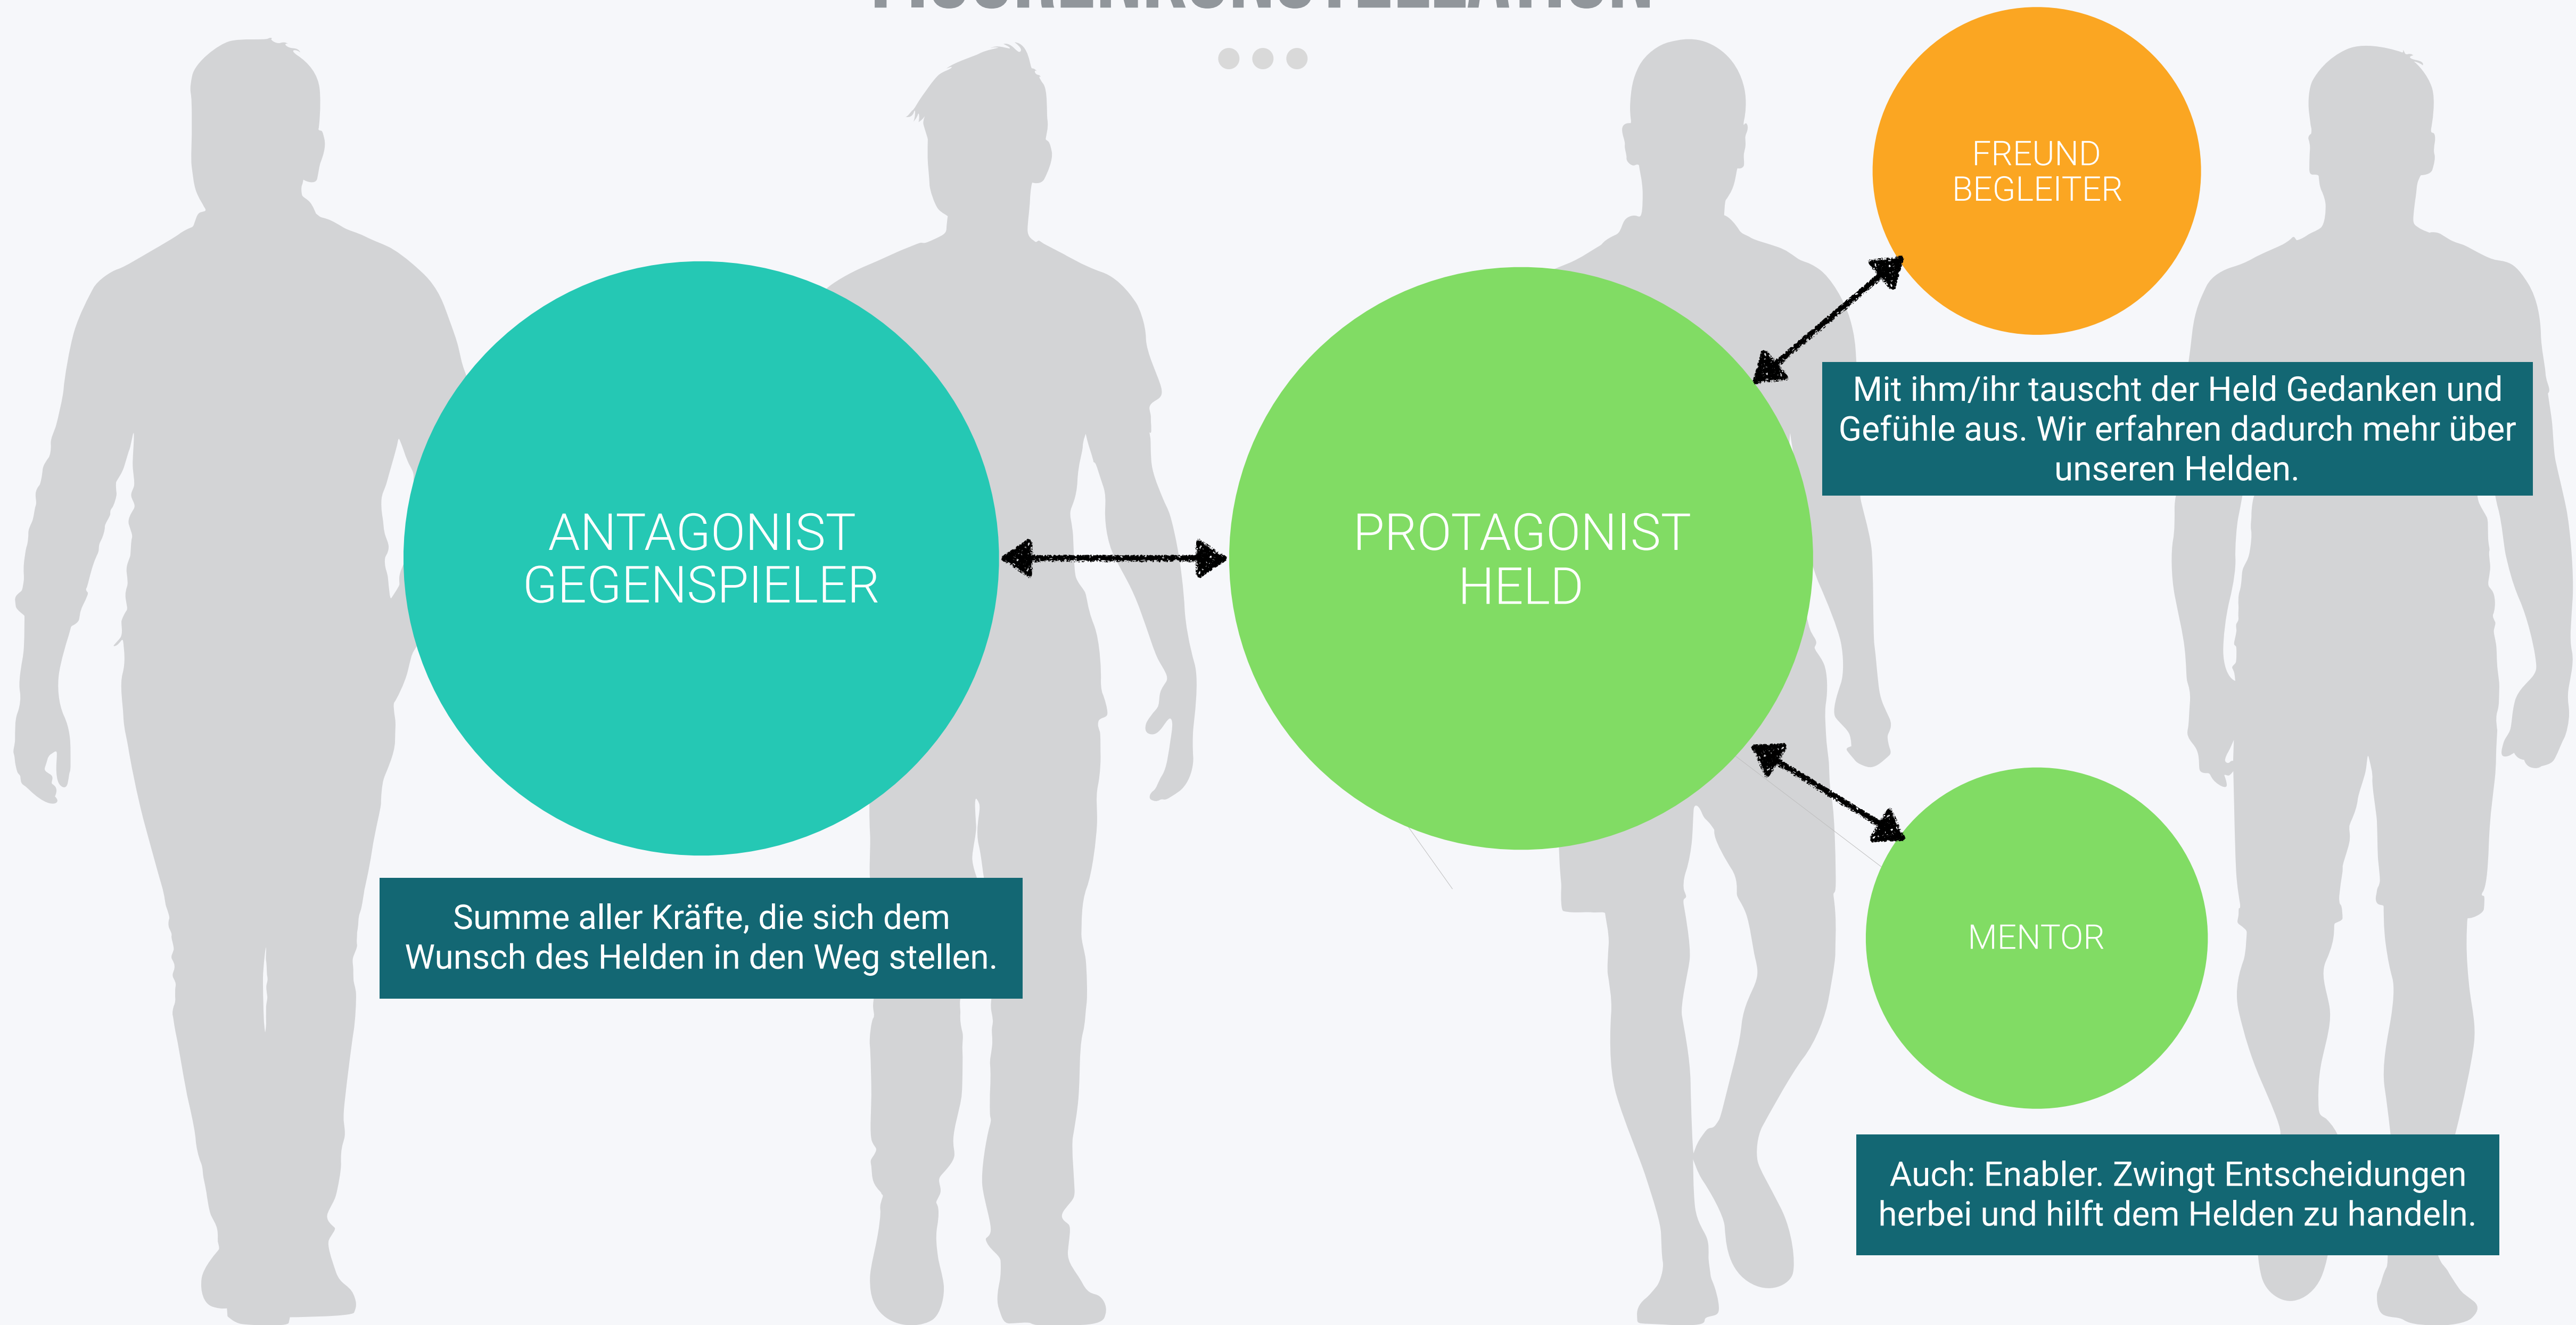 FIGURENKONSTELLATION
FREUND
BEGLEITER
Mit ihm/ihr tauscht der Held Gedanken und
Gefühle aus. Wir erfahren dadurch mehr über
unseren Helden.
ANTAGONIST
GEGENSPIELER
PROTAGONIST
HELD
Summe aller Kräfte, die sich dem
Wunsch des Helden in den Weg stellen.
MENTOR
Auch: Enabler. Zwingt Entscheidungen
herbei und hilft dem Helden zu handeln.